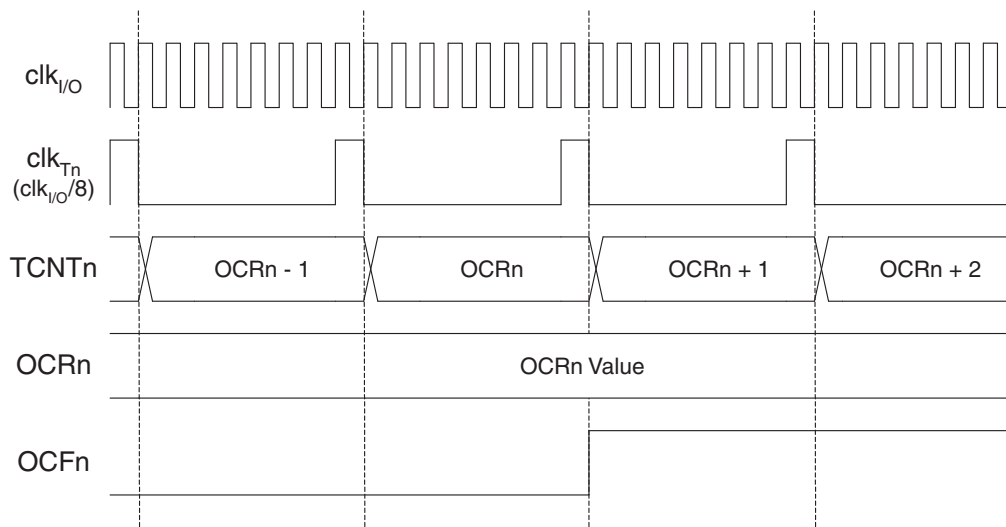 clkI/O
clkTn
(clkI/O/8)
TCNTn
OCRn - 1
OCRn
OCRn + 1
OCRn + 2
OCRn
OCRn Value
OCFn